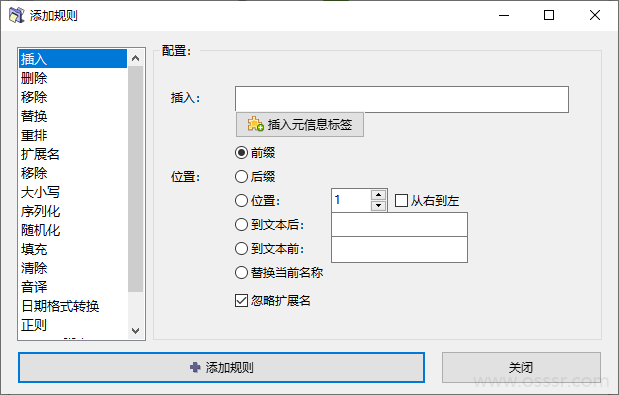 添加规则
插入
删除
移除
替换
重排
扩展名
移除
大小写
序列化
随机化
填充
清除
音译
日期格式转换
正则
配置:
插入:
插入元信息标签
位置:
前缀
后缀
位置: 1 从右到左
到文本后:
到文本前:
替换当前名称
忽略扩展名
添加规则
关闭
www.osssr.com